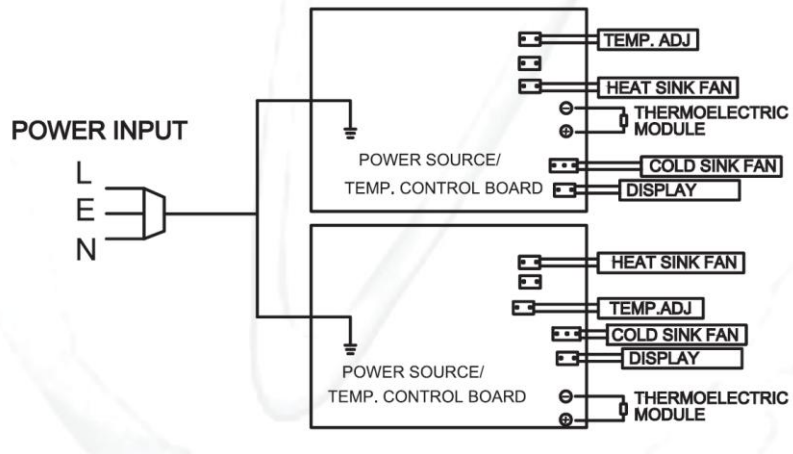 POWER INPUT
L
E
N
TEMP. ADJ
HEAT SINK FAN
THERMOELECTRIC
MODULE
POWER SOURCE/
TEMP. CONTROL BOARD
COLD SINK FAN
DISPLAY
HEAT SINK FAN
TEMP.ADJ
COLD SINK FAN
DISPLAY
POWER SOURCE/
TEMP. CONTROL BOARD
THERMOELECTRIC
MODULE